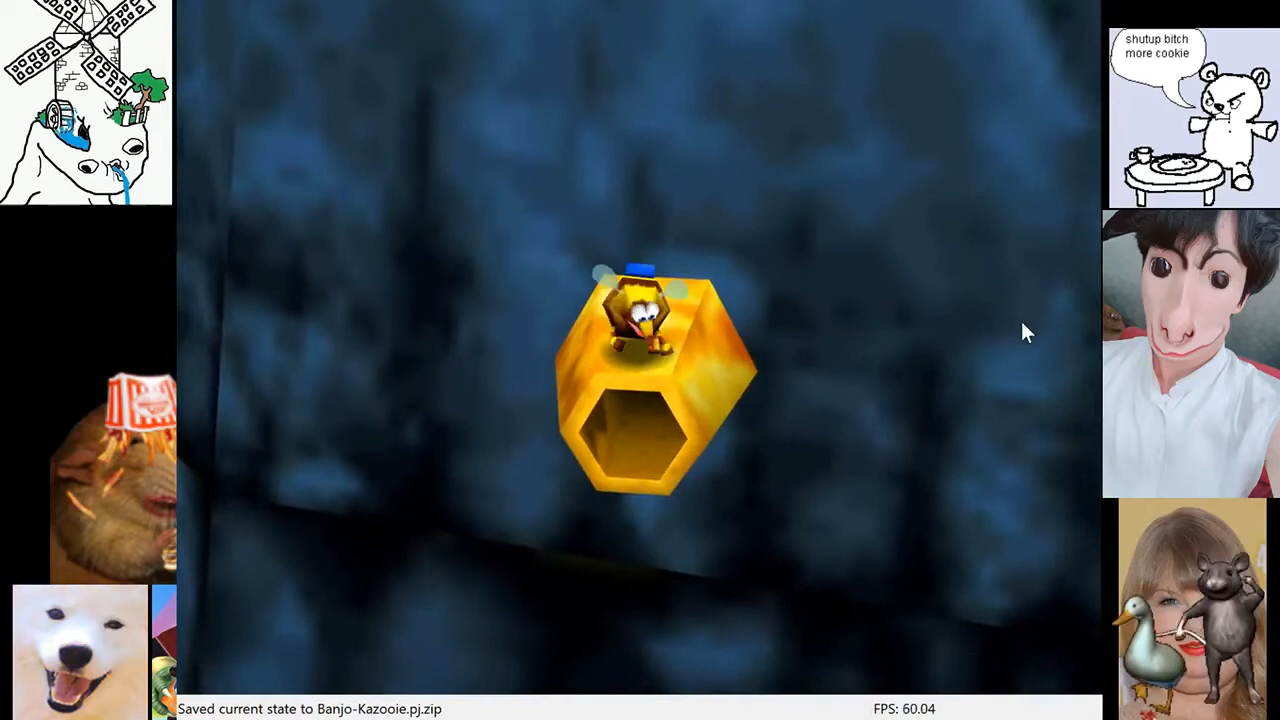 shutup bitch
more cookie
Saved current state to Banjo-Kazooie.pj.zip
FPS: 60.04